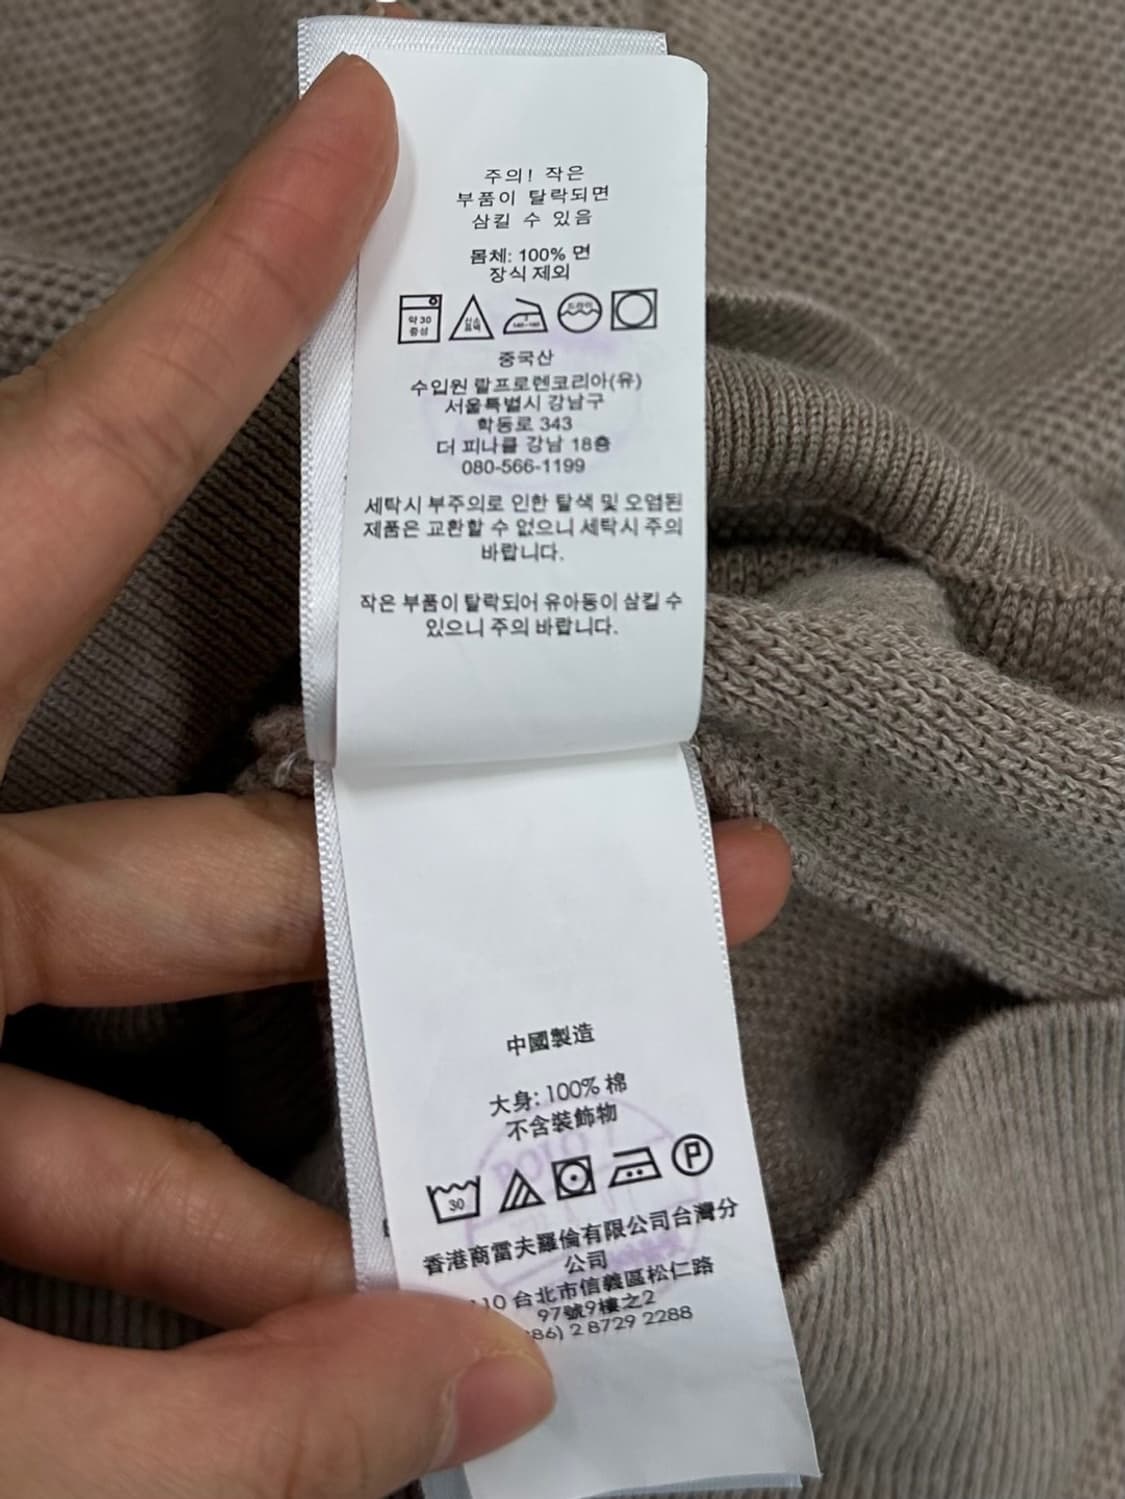 주의! 작은
부품이 탈락되면
삼킬 수 있음
몸체: 100% 면
장식 제외
약 30
중성
산소
표백
드라이
중국산
수입원 랄프로렌코리아(유)
서울특별시 강남구
학동로 343
더 피나클 강남 18층
080-566-1199
세탁시 부주의로 인한 탈색 및 오염된
제품은 교환할 수 없으니 세탁시 주의
바랍니다.
작은 부품이 탈락되어 유아동이 삼킬 수
있으니 주의 바랍니다.
中國製造
大身: 100% 棉
不含裝飾物
30
P
香港商雷夫羅倫有限公司台灣分
公司
110 台北市信義區松仁路
97號9樓之2
86) 2 8729 2288